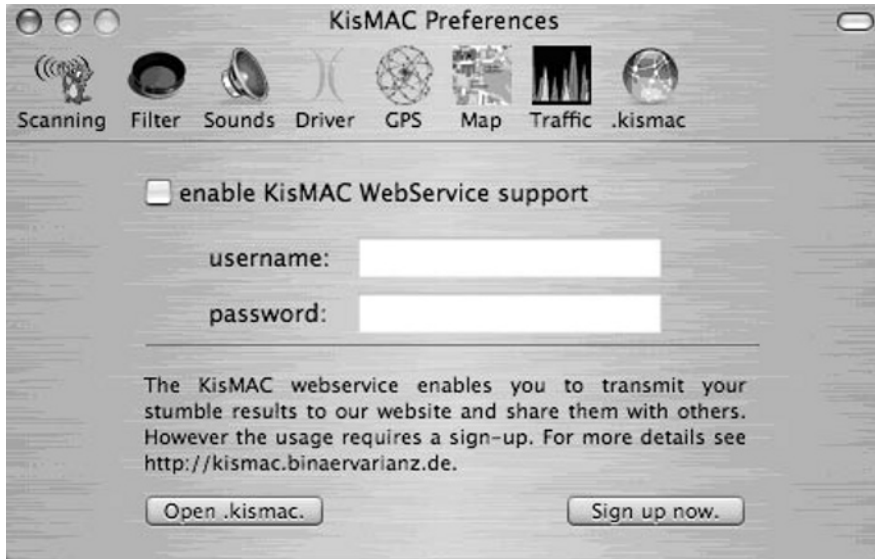 KisMAC Preferences
Scanning Filter Sounds Driver GPS Map Traffic .kismac
enable KisMAC WebService support
username:
password:
The KisMAC webservice enables you to transmit your
stumble results to our website and share them with others.
However the usage requires a sign-up. For more details see
http://kismac.binaervarianz.de.
Open .kismac. Sign up now.